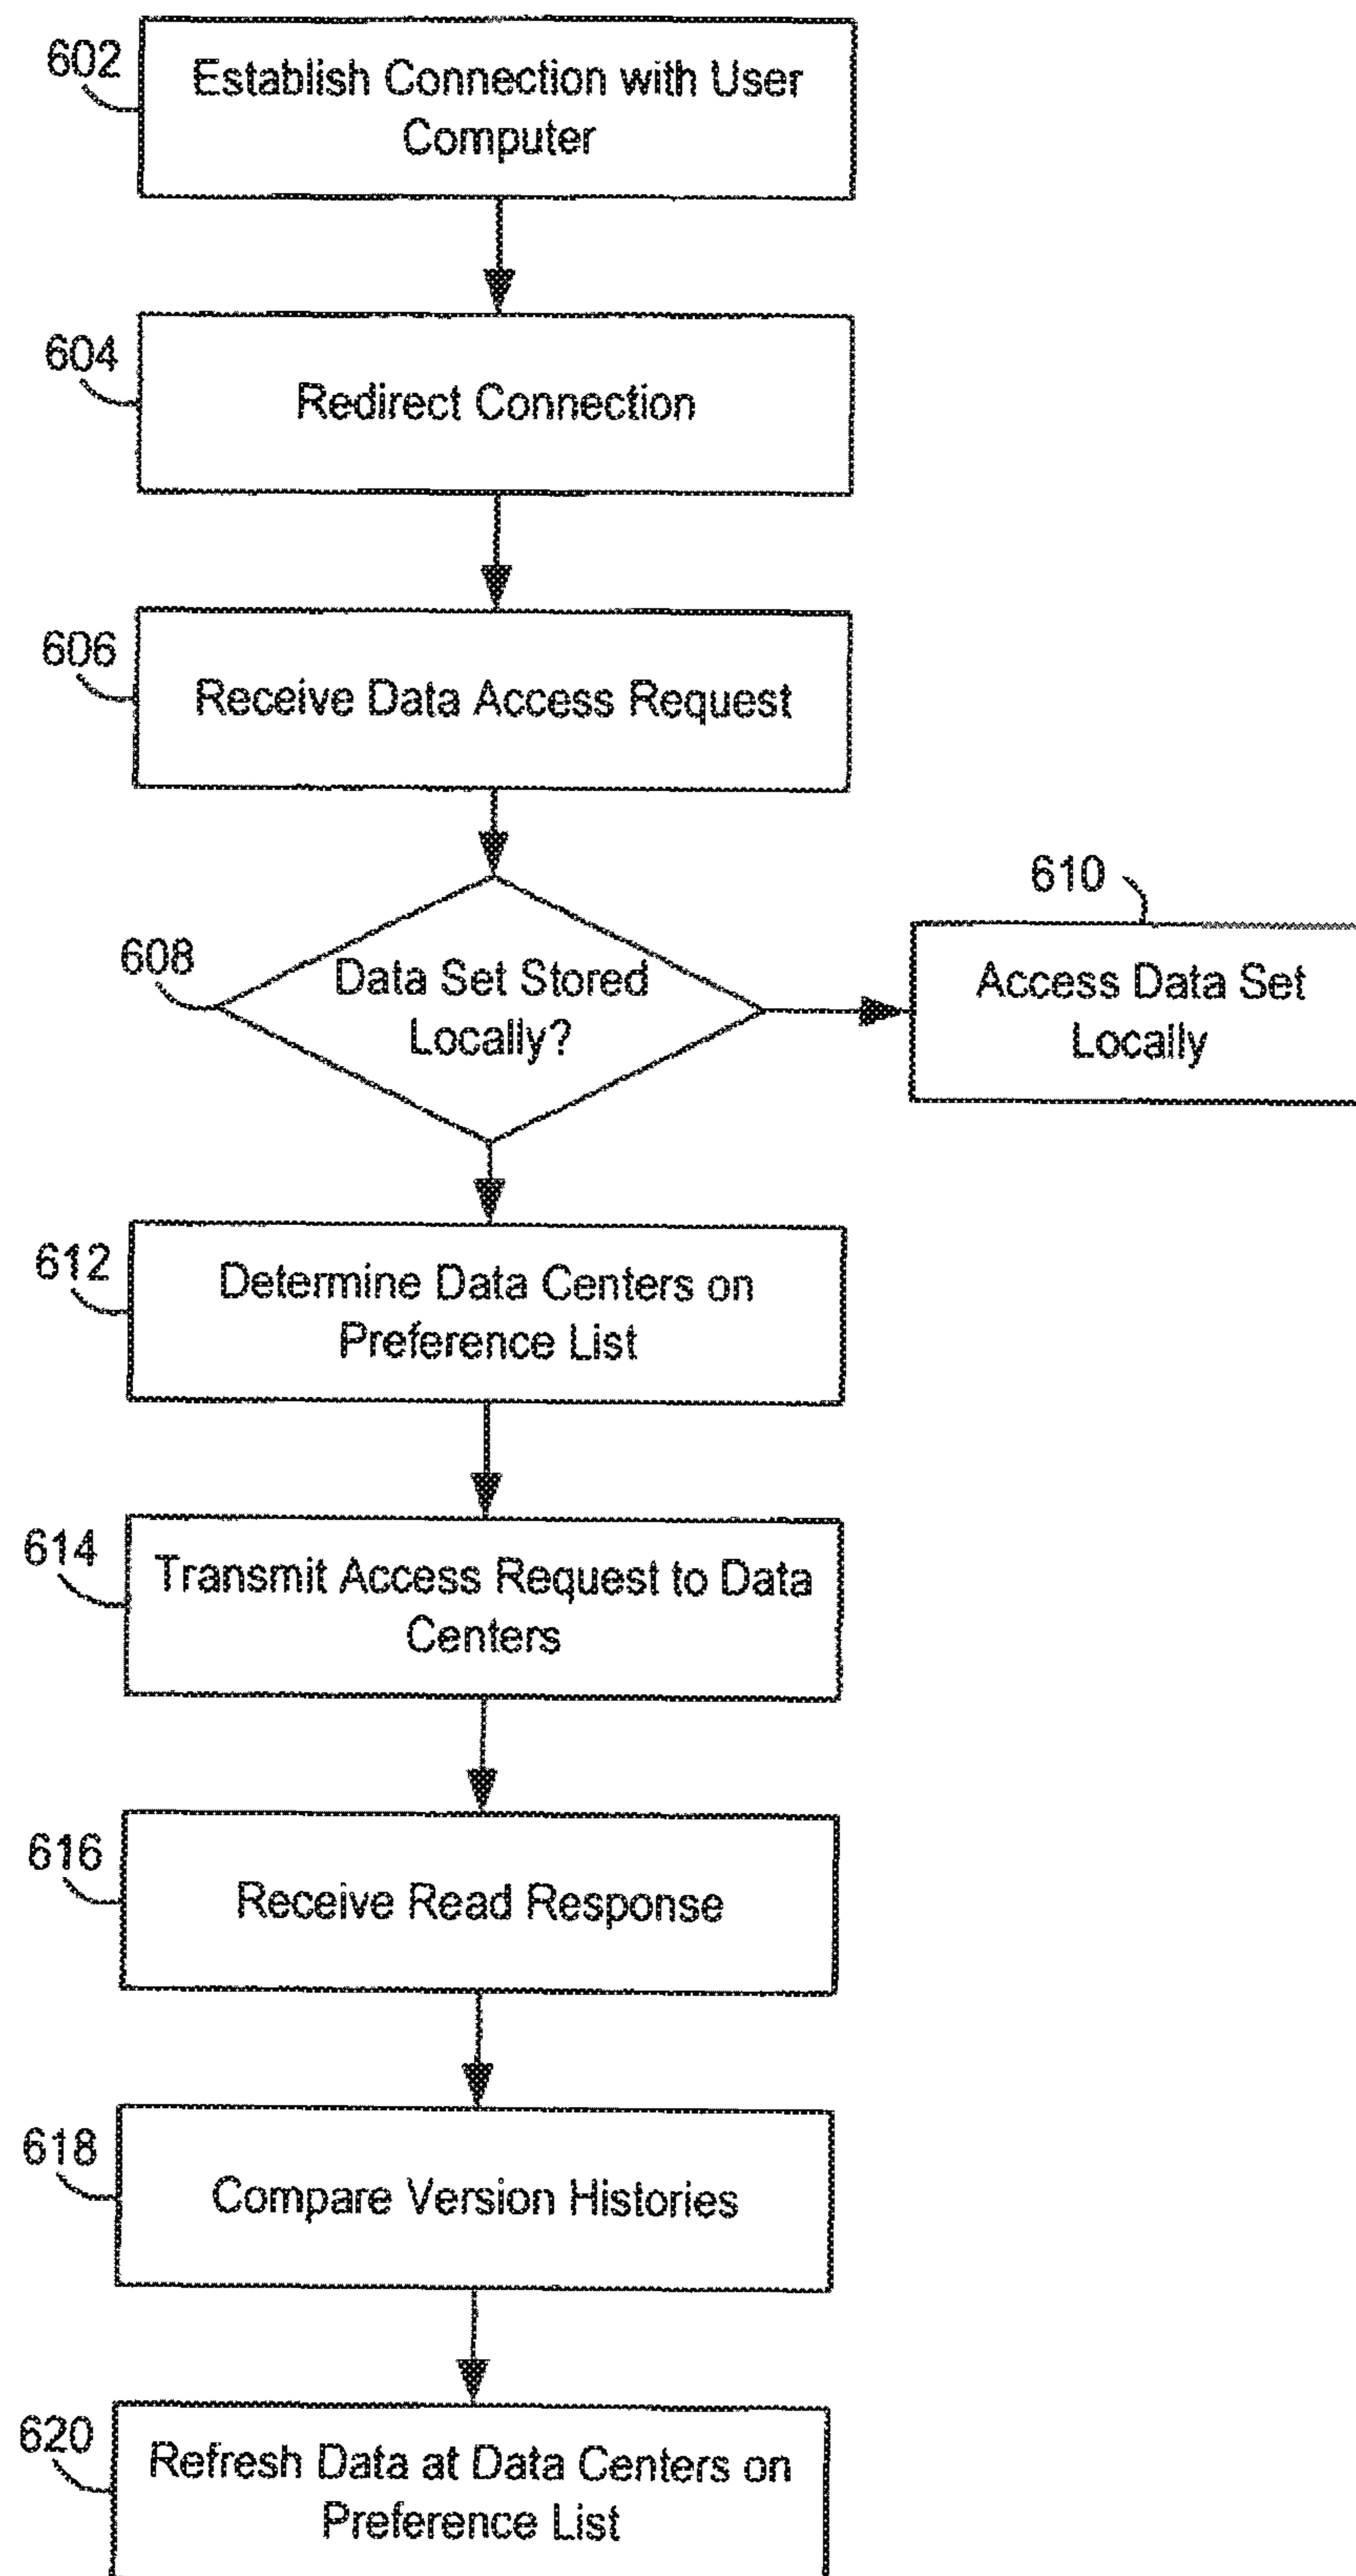 602
Establish Connection with User
Computer
604
Redirect Connection
606
Receive Data Access Request
608
Data Set Stored
Locally?
610
Access Data Set
Locally
612
Determine Data Centers on
Preference List
614
Transmit Access Request to Data
Centers
616
Receive Read Response
618
Compare Version Histories
620
Refresh Data at Data Centers on
Preference List